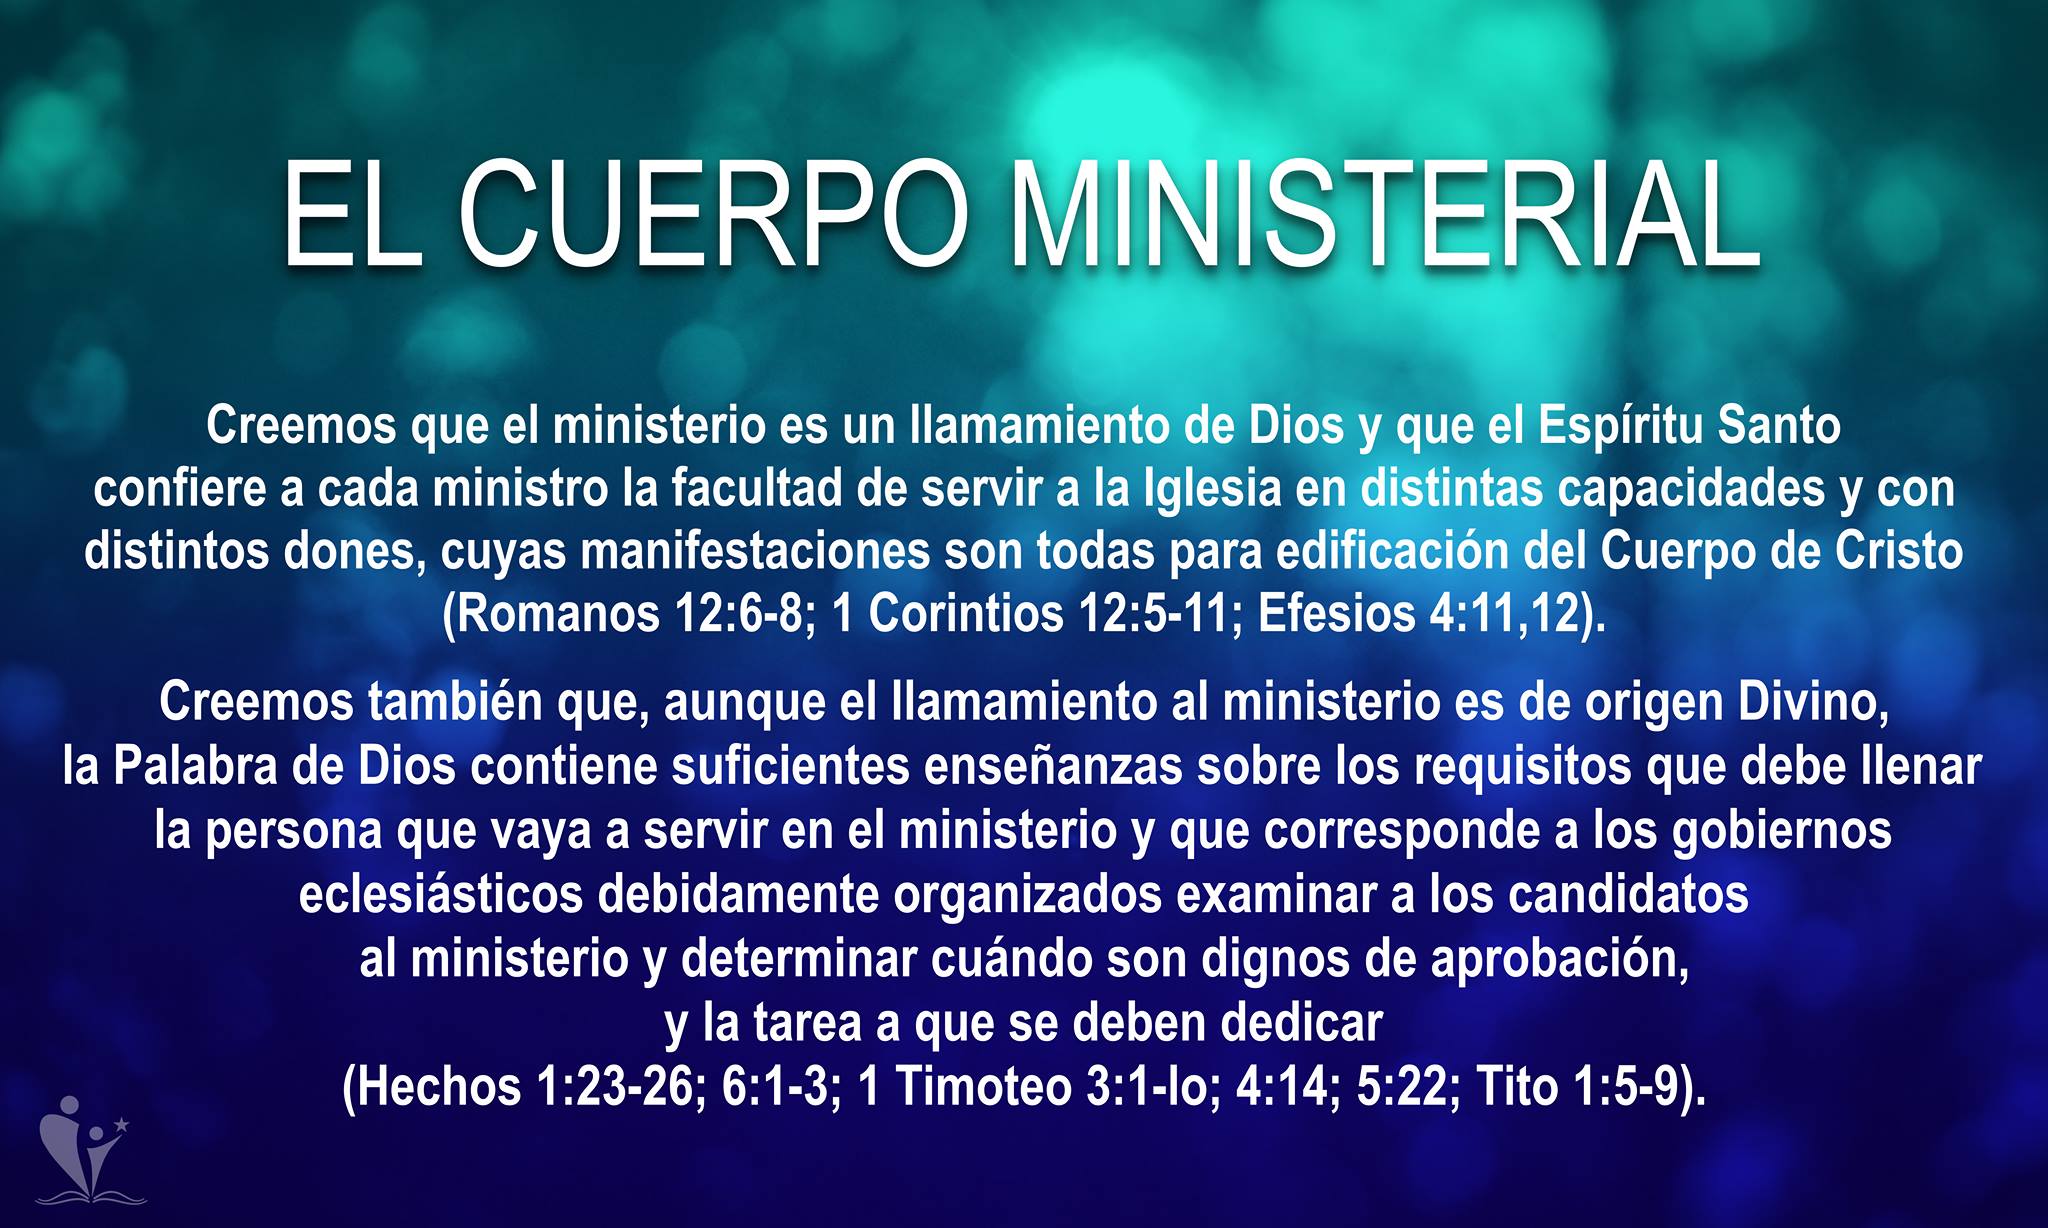 EL CUERPO MINISTERIAL
Creemos que el ministerio es un llamamiento de Dios y que el Espíritu Santo
confiere a cada ministro la facultad de servir a la Iglesia en distintas capacidades y con
distintos dones, cuyas manifestaciones son todas para edificación del Cuerpo de Cristo
(Romanos 12:6-8; 1 Corintios 12:5-11; Efesios 4:11,12).
Creemos también que, aunque el llamamiento al ministerio es de origen Divino,
la Palabra de Dios contiene suficientes enseñanzas sobre los requisitos que debe llenar
la persona que vaya a servir en el ministerio y que corresponde a los gobiernos
eclesiásticos debidamente organizados examinar a los candidatos
al ministerio y determinar cuándo son dignos de aprobación,
y la tarea a que se deben dedicar
(Hechos 1:23-26; 6:1-3; 1 Timoteo 3:1-lo; 4:14; 5:22; Tito 1:5-9).